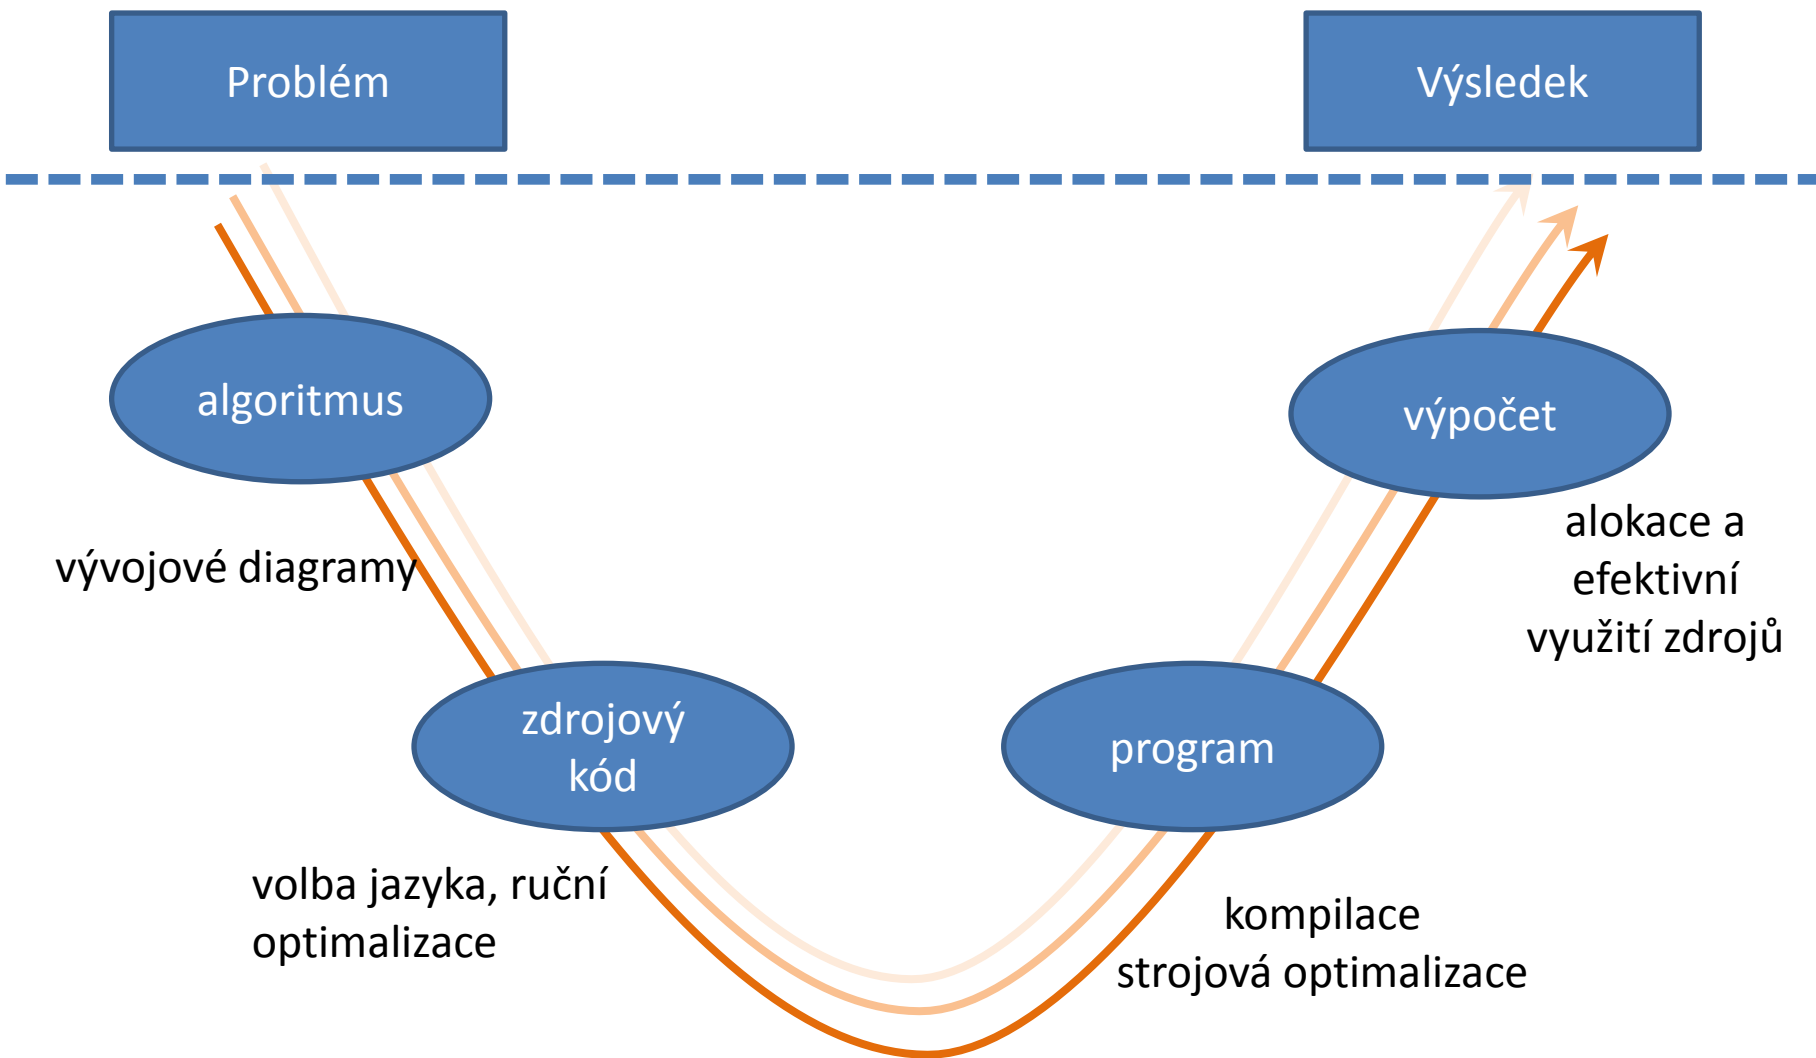 Problém
Výsledek
algoritmus
výpočet
vývojové diagramy
alokace a
efektivní
využití zdrojů
zdrojový
kód
program
volba jazyka, ruční
optimalizace
kompilace
strojová optimalizace